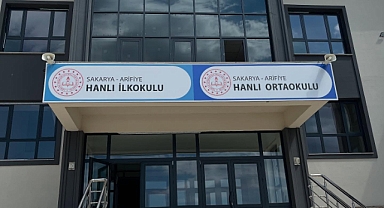 SAKARYA - ARİFİYE
HANLI İLKOKULU
SAKARYA - ARİFİYE
HANLI ORTAOKULU